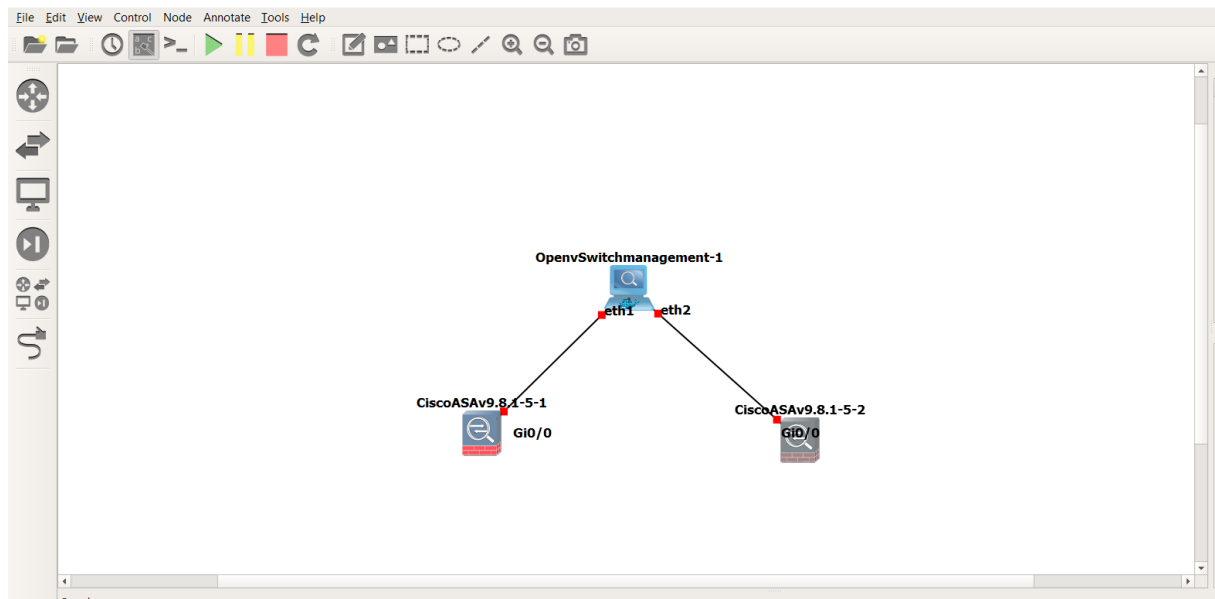 File Edit View Control Node Annotate Tools Help
OpenvSwitchmanagement-1
eth1 eth2
CiscoASAv9.8.1-5-1
Gi0/0
CiscoASAv9.8.1-5-2
Gi0/0